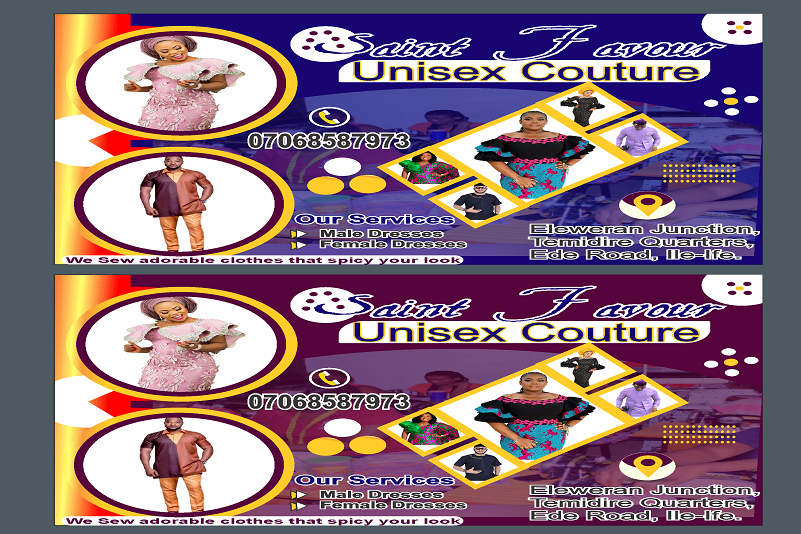 Saint Favour
Unisex Couture
07068587973
Our Services
Male Dresses
Female Dresses
Eleweran Junction,
Temidire Quarters,
Ede Road, Ile-Ife.
We Sew adorable clothes that spicy your look
Saint Favour
Unisex Couture
07068587973
Our Services
Male Dresses
Female Dresses
Eleweran Junction,
Temidire Quarters,
Ede Road, Ile-Ife.
We Sew adorable clothes that spicy your look